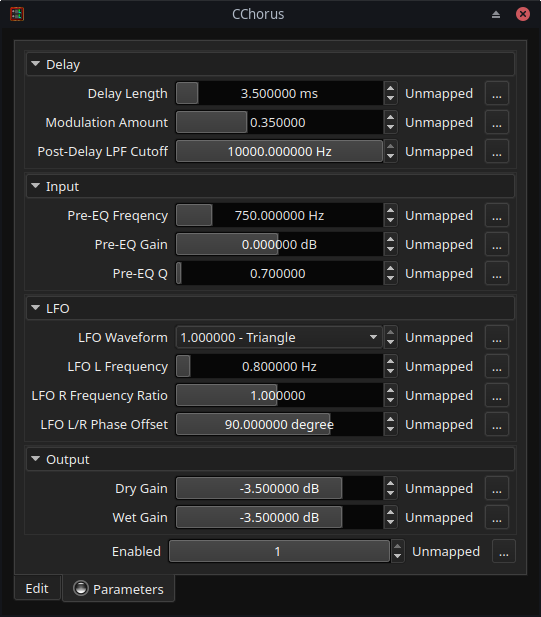 CChorus
Delay
Delay Length 3.500000 ms Unmapped ...
Modulation Amount 0.350000 Unmapped ...
Post-Delay LPF Cutoff 10000.000000 Hz Unmapped ...
Input
Pre-EQ Freqency 750.000000 Hz Unmapped ...
Pre-EQ Gain 0.000000 dB Unmapped ...
Pre-EQ Q 0.700000 Unmapped ...
LFO
LFO Waveform 1.000000 - Triangle Unmapped ...
LFO L Frequency 0.800000 Hz Unmapped ...
LFO R Frequency Ratio 1.000000 Unmapped ...
LFO L/R Phase Offset 90.000000 degree Unmapped ...
Output
Dry Gain -3.500000 dB Unmapped ...
Wet Gain -3.500000 dB Unmapped ...
Enabled 1 Unmapped ...
Edit Parameters